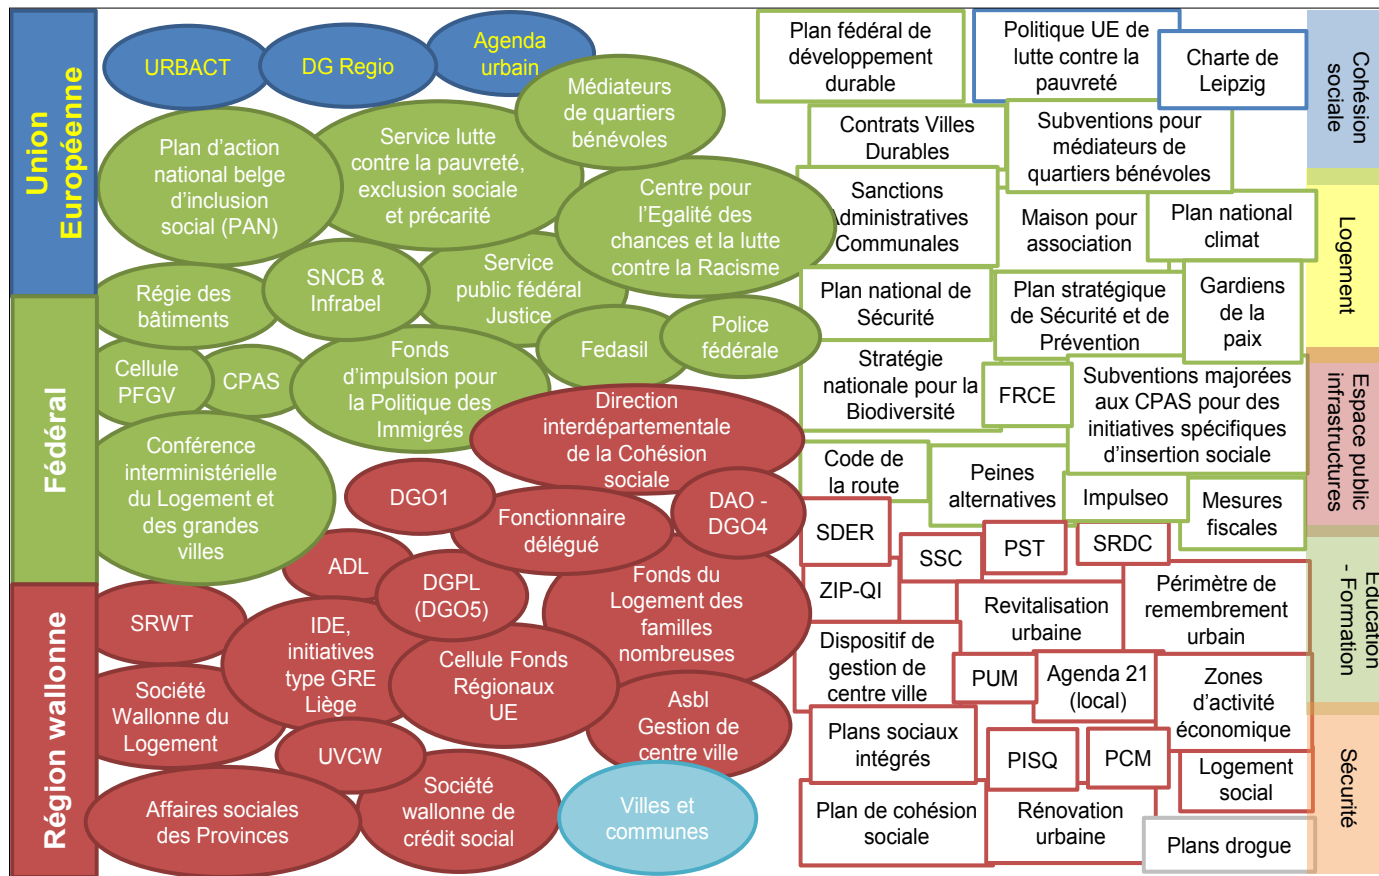 Union
Européenne
Fédéral
Région wallonne
URBACT
DG Regio
Agenda
urbain
Médiateurs
de quartiers
bénévoles
Plan d’action
national belge
d’inclusion
social (PAN)
Service lutte
contre la pauvreté,
exclusion sociale
et précarité
Centre pour
l’Egalité des
chances et la lutte
contre la Racisme
Régie des
bâtiments
SNCB &
Infrabel
Service
public fédéral
Justice
Fedasil
Police
fédérale
Cellule
PFGV
CPAS
Fonds
d’impulsion pour
la Politique des
Immigrés
Conférence
interministérielle
du Logement et
des grandes
villes
Direction
interdépartementale
de la Cohésion
sociale
DGO1
Fonctionnaire
délégué
DAO -
DGO4
ADL
DGPL
(DGO5)
Fonds du
Logement des
familles
nombreuses
SRWT
IDE,
initiatives
type GRE
Liège
Cellule Fonds
Régionaux
UE
Société
Wallonne du
Logement
Asbl
Gestion de
centre ville
UVCW
Affaires sociales
des Provinces
Société
wallonne de
crédit social
Villes et
communes
Plan fédéral de
développement
durable
Politique UE de
lutte contre la
pauvreté
Charte de
Leipzig
Contrats Villes
Durables
Subventions pour
médiateurs de
quartiers bénévoles
Sanctions
Administratives
Communales
Maison pour
association
Plan national
climat
Plan national de
Sécurité
Plan stratégique
de Sécurité et de
Prévention
Gardiens
de la
paix
Stratégie
nationale pour la
Biodiversité
FRCE
Subventions majorées
aux CPAS pour des
initiatives spécifiques
d’insertion sociale
Code de
la route
Peines
alternatives
Impulseo
Mesures
fiscales
SDER
SSC
PST
SRDC
ZIP-QI
Revitalisation
urbaine
Périmètre de
remembrement
urbain
Dispositif de
gestion de
centre ville
PUM
Agenda 21
(local)
Zones
d’activité
économique
Plans sociaux
intégrés
PISQ
PCM
Logement
social
Plan de cohésion
sociale
Rénovation
urbaine
Plans drogue
Cohésion
sociale
Logement
Espace public
infrastructures
Education
- Formation
Sécurité